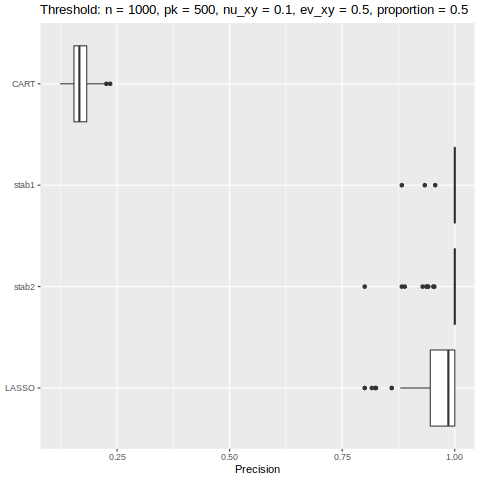 Threshold: n = 1000, pk = 500, nu_xy = 0.1, ev_xy = 0.5, proportion = 0.5
CART
stab1
stab2
LASSO
0.25
0.50
0.75
1.00
Precision